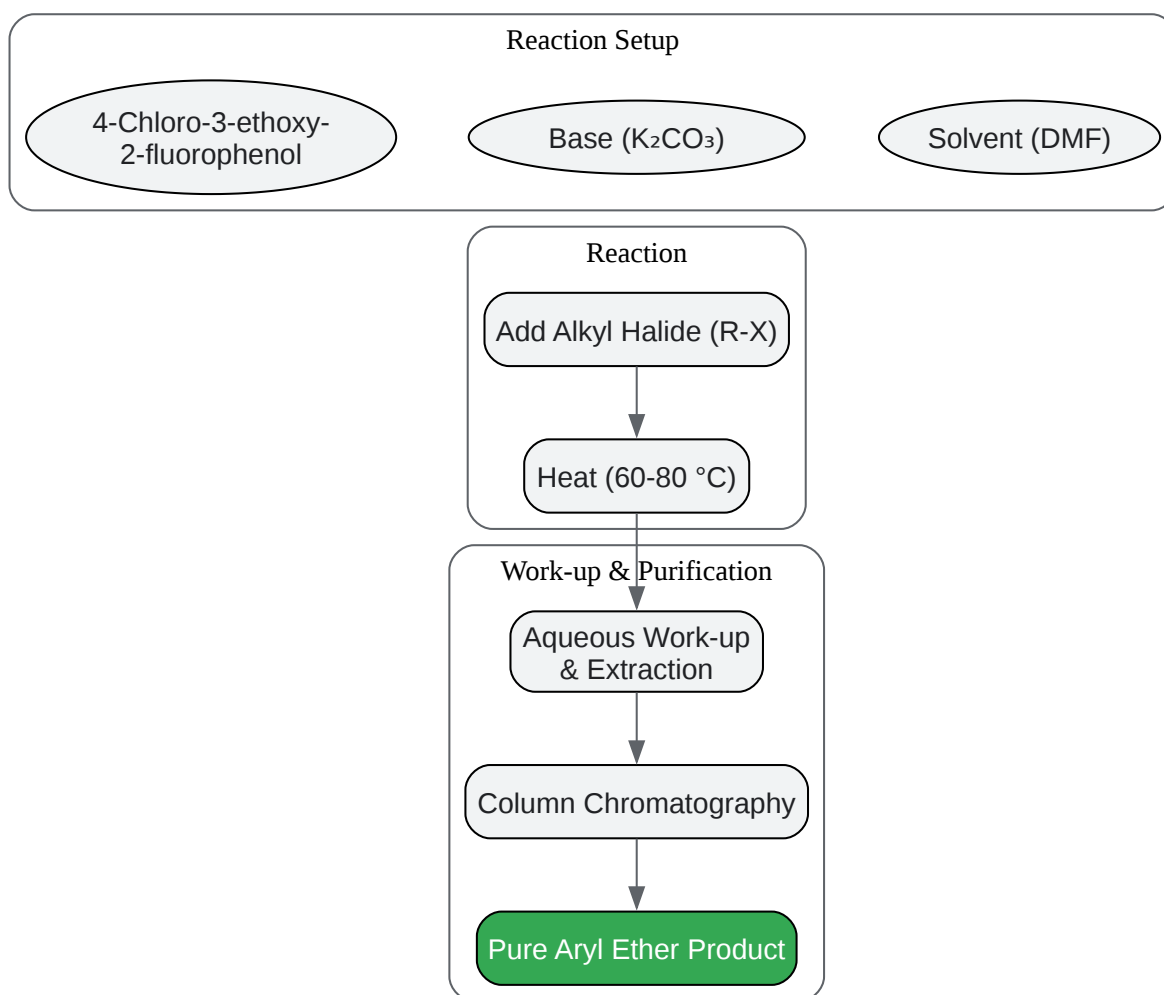 Reaction Setup
4-Chloro-3-ethoxy-
2-fluorophenol
Base (K₂CO₃)
Solvent (DMF)
Reaction
Add Alkyl Halide (R-X)
Heat (60-80 °C)
Work-up & Purification
Aqueous Work-up
& Extraction
Column Chromatography
Pure Aryl Ether Product